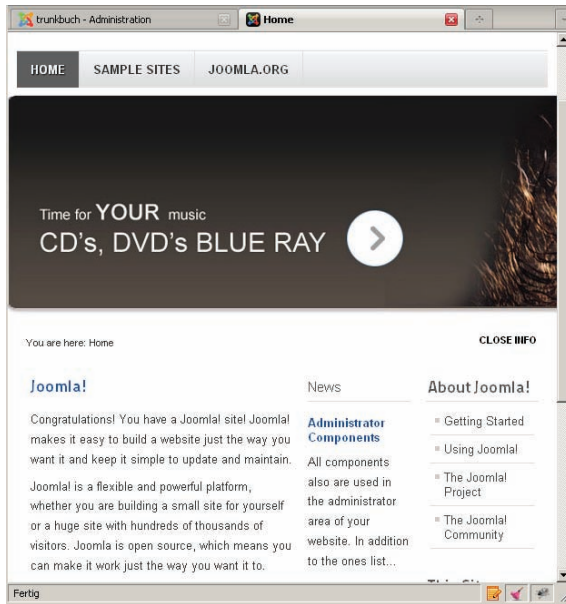 trunkbuch - Administration
Home
HOME SAMPLE SITES JOOMLA.ORG
Time for YOUR music
CD's, DVD's BLUE RAY
You are here: Home
CLOSE INFO
Joomla!
Congratulations! You have a Joomla! site! Joomla!
makes it easy to build a website just the way you
want it and keep it simple to update and maintain.
Joomla! is a flexible and powerful platform,
whether you are building a small site for yourself
or a huge site with hundreds of thousands of
visitors. Joomla is open source, which means you
can make it work just the way you want it to.
News
Administrator
Components
All components
also are used in
the administrator
area of your
website. In addition
to the ones list...
About Joomla!
Getting Started
Using Joomla!
The Joomla!
Project
The Joomla!
Community
Fertig